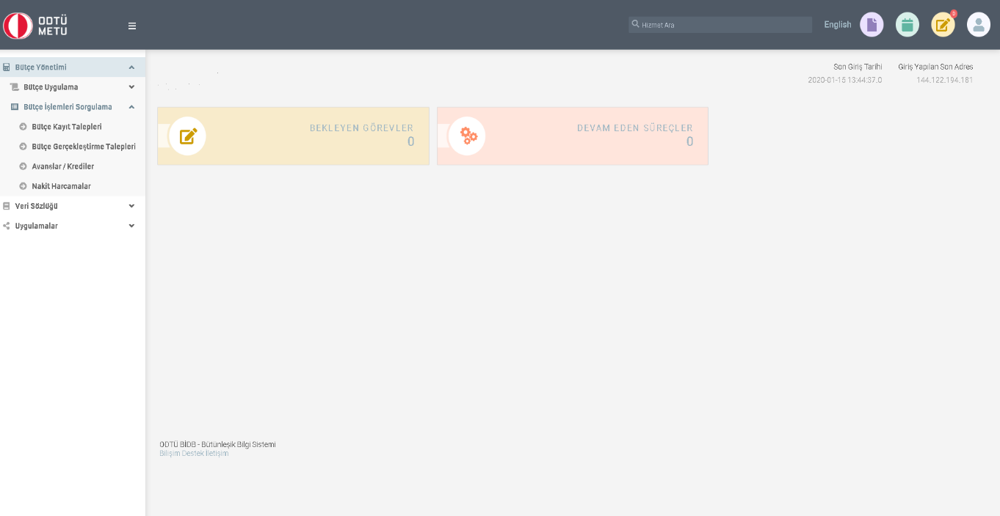 ODTÜ
METU
Hizmet Ara
English
0
Bütçe Yönetimi
Bütçe Uygulama
Bütçe İşlemleri Sorgulama
Bütçe Kayıt Talepleri
Bütçe Gerçekleştirme Talepleri
Avanslar / Krediler
Nakit Harcamalar
Veri Sözlüğü
Uygulamalar
Son Giriş Tarihi
2020-01-15 13:44:37.0
Giriş Yapılan Son Adres
144.122.194.181
BEKLEYEN GÖREVLER
0
DEVAM EDEN SÜREÇLER
0
ODTÜ BİDB - Bütünleşik Bilgi Sistemi
Bilişim Destek İletişim